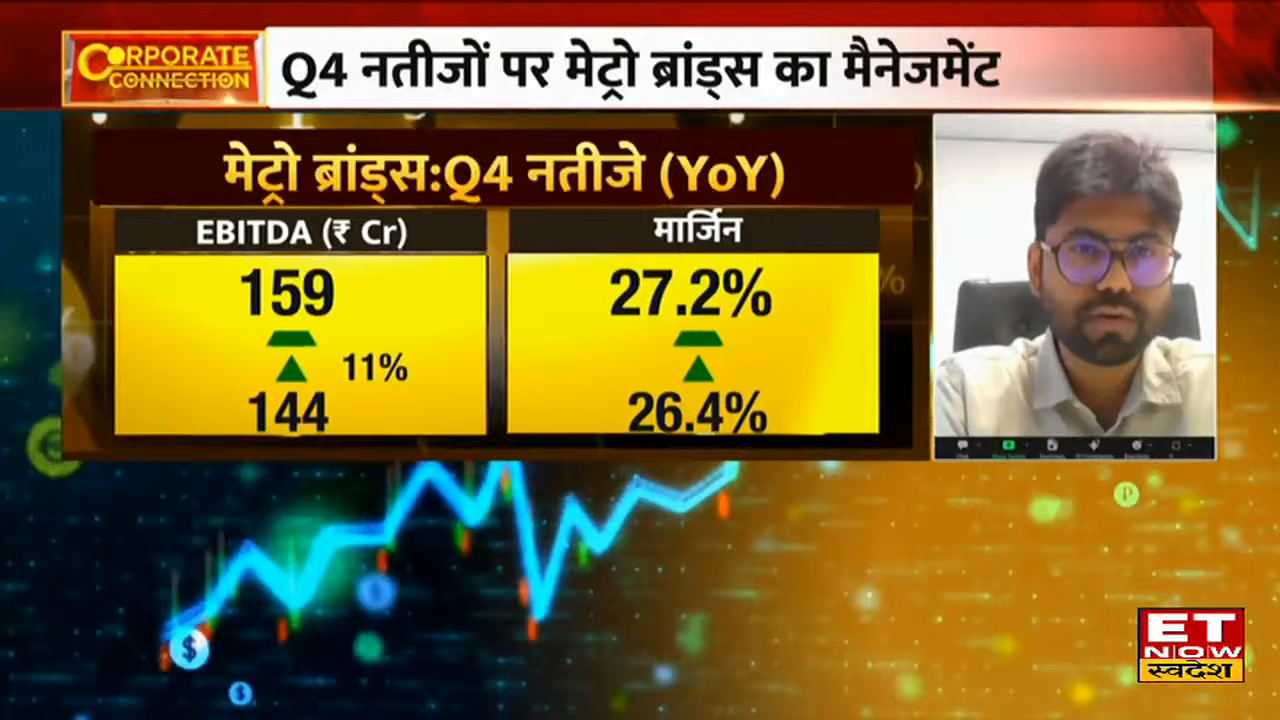 CORPORATE
CONNECTION
Q4 नतीजों पर मेट्रो ब्रांड्स का मैनेजमेंट
मेट्रो ब्रांड्स:Q4 नतीजे (YoY)
EBITDA (₹ Cr)
159
11%
144
मार्जिन
27.2%
26.4%
ET
NOW
स्वदेश